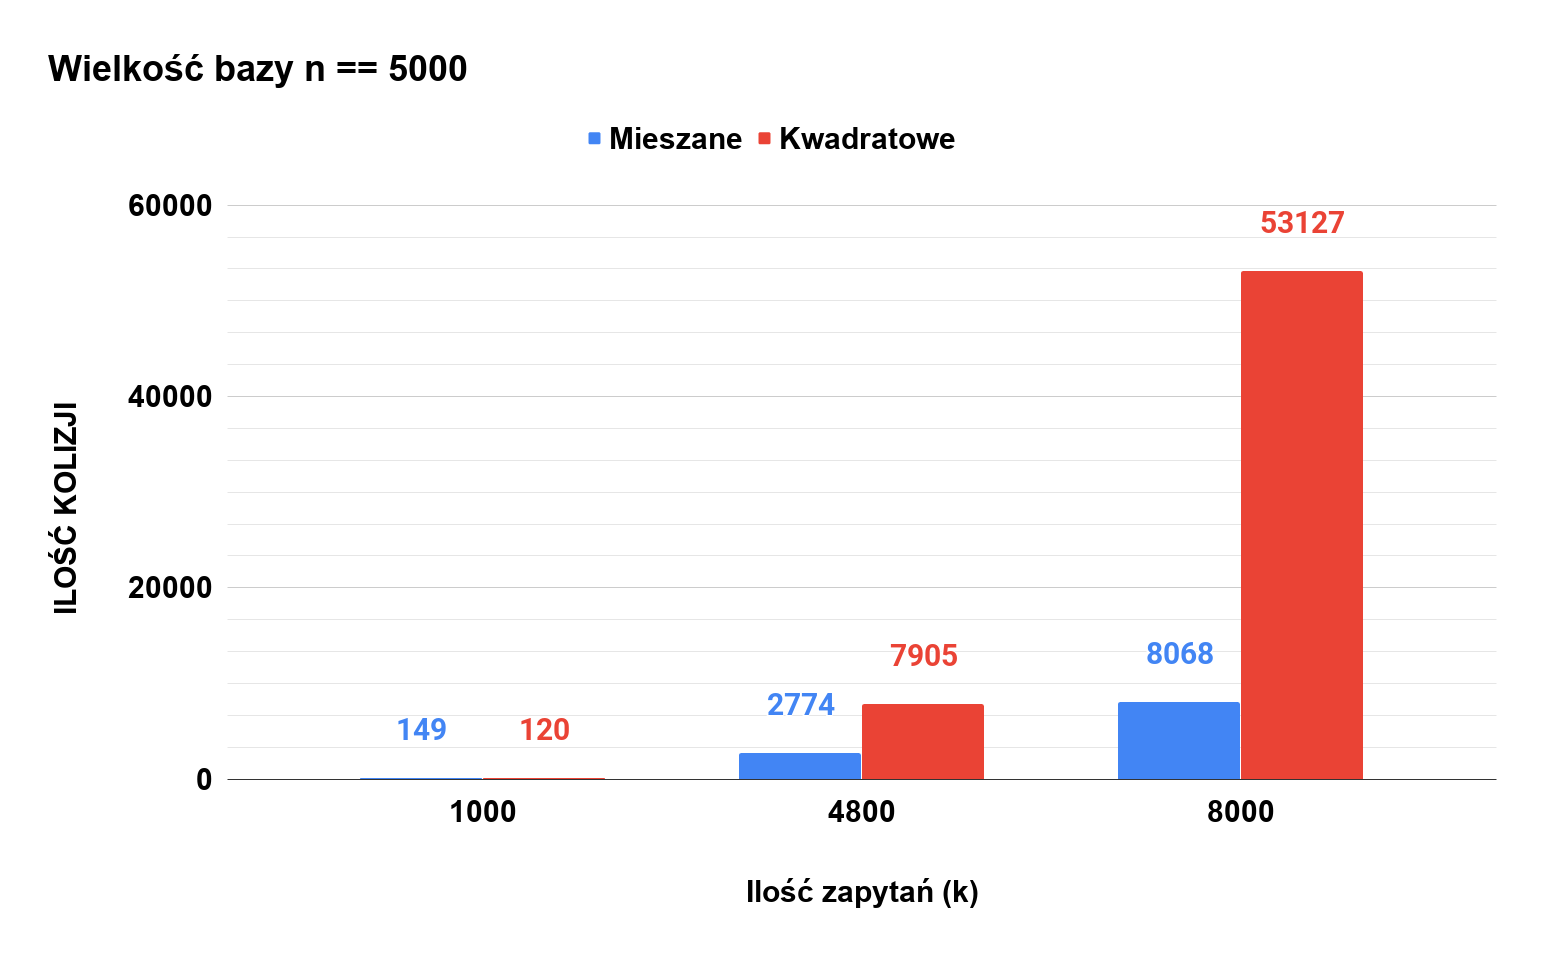 Wielkość bazy n == 5000
Mieszane Kwadratowe
60000
53127
40000
ILOŚĆ KOLIZJI
20000
7905
8068
2774
149
120
0
1000 4800 8000
Ilość zapytań (k)